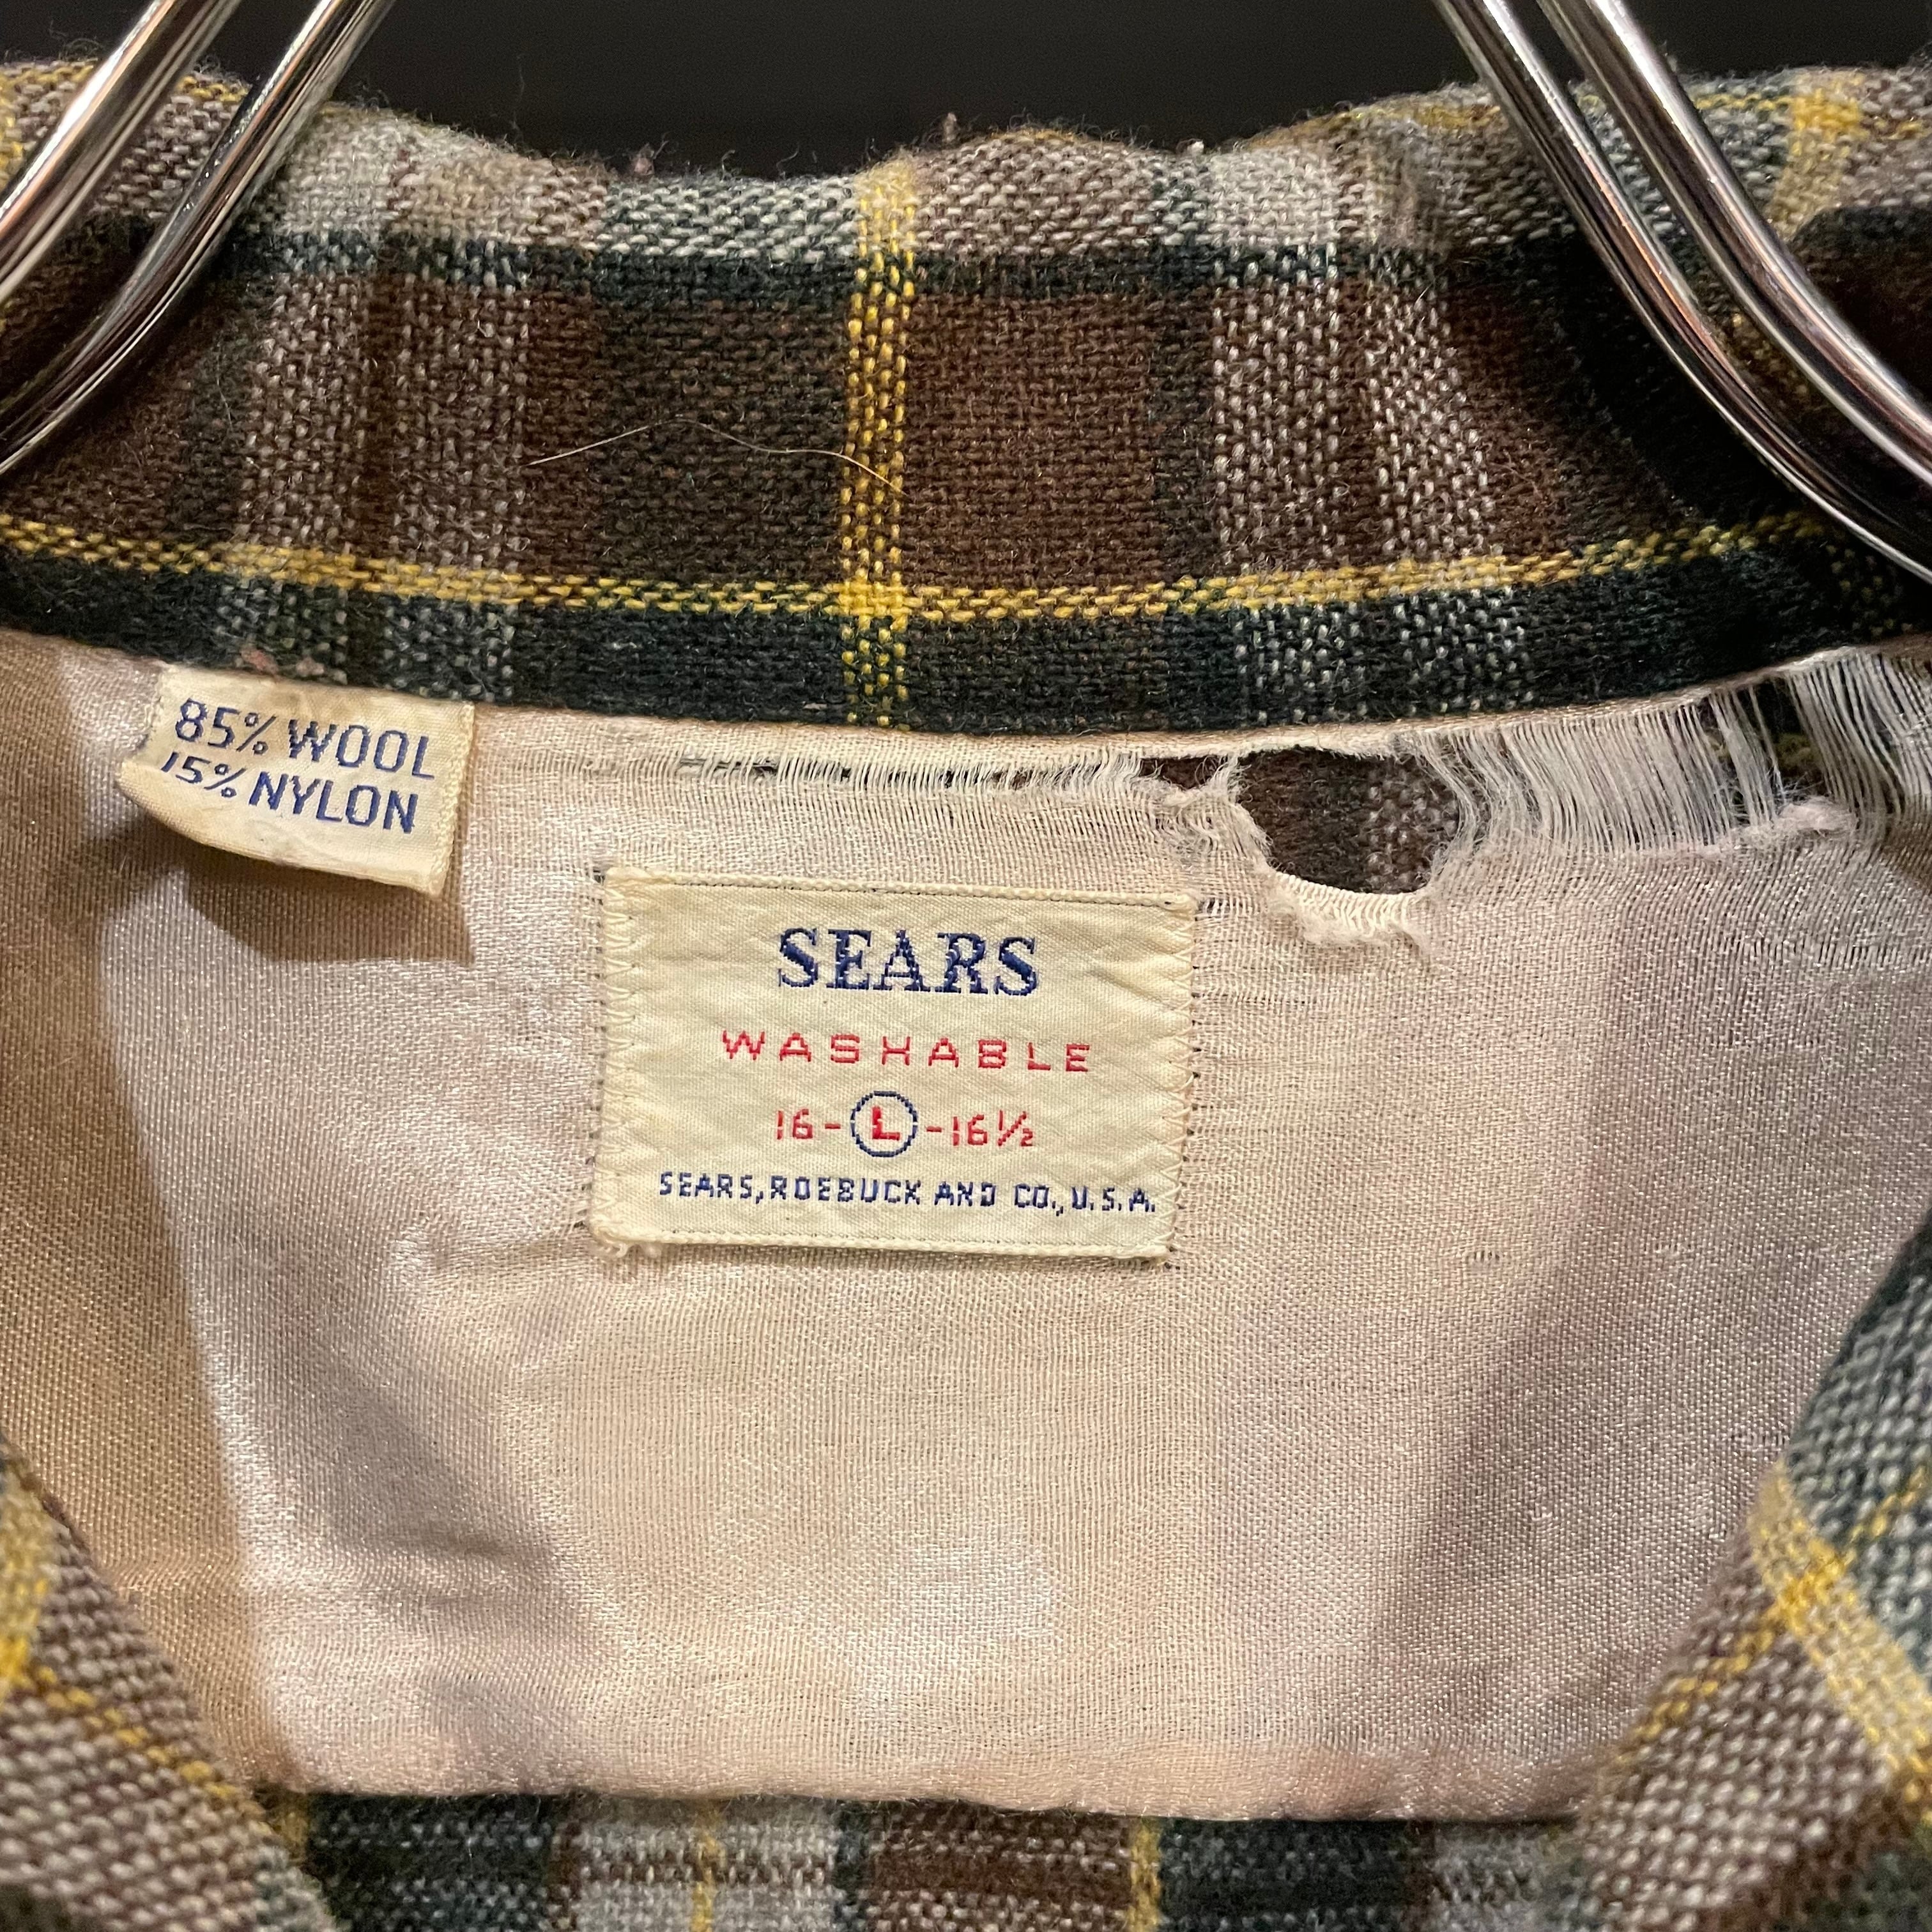 85% WOOL
15% NYLON
SEARS
WASHABLE
16-L-16½
SEARS, ROEBUCK AND CO., U.S.A.